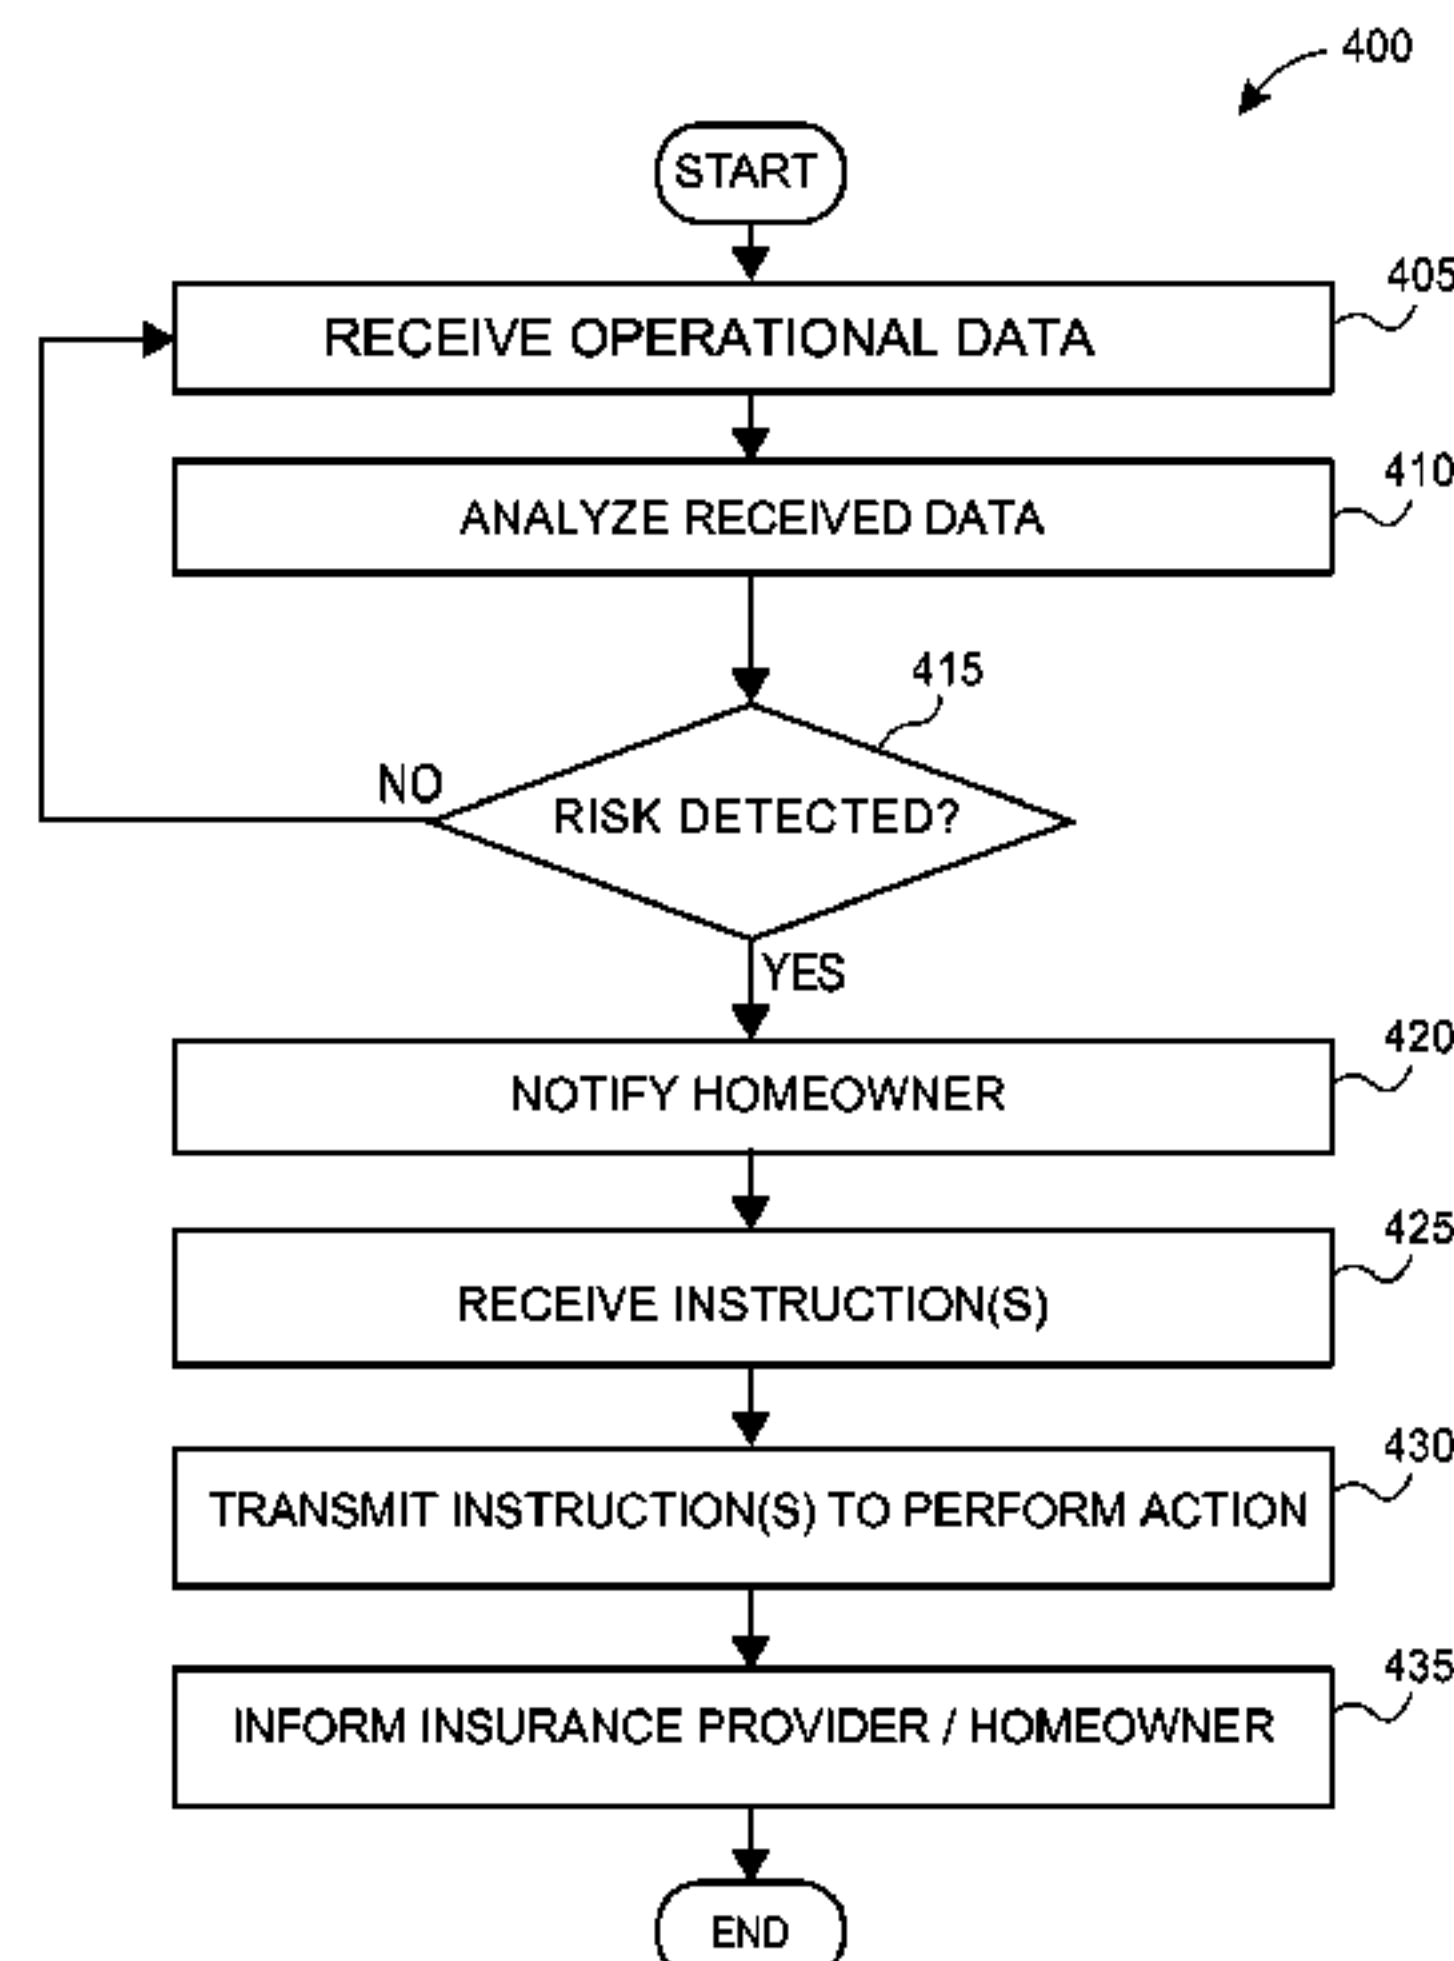 400
START
RECEIVE OPERATIONAL DATA
405
ANALYZE RECEIVED DATA
410
415
RISK DETECTED?
NO
YES
NOTIFY HOMEOWNER
420
RECEIVE INSTRUCTION(S)
425
TRANSMIT INSTRUCTION(S) TO PERFORM ACTION
430
INFORM INSURANCE PROVIDER / HOMEOWNER
435
END